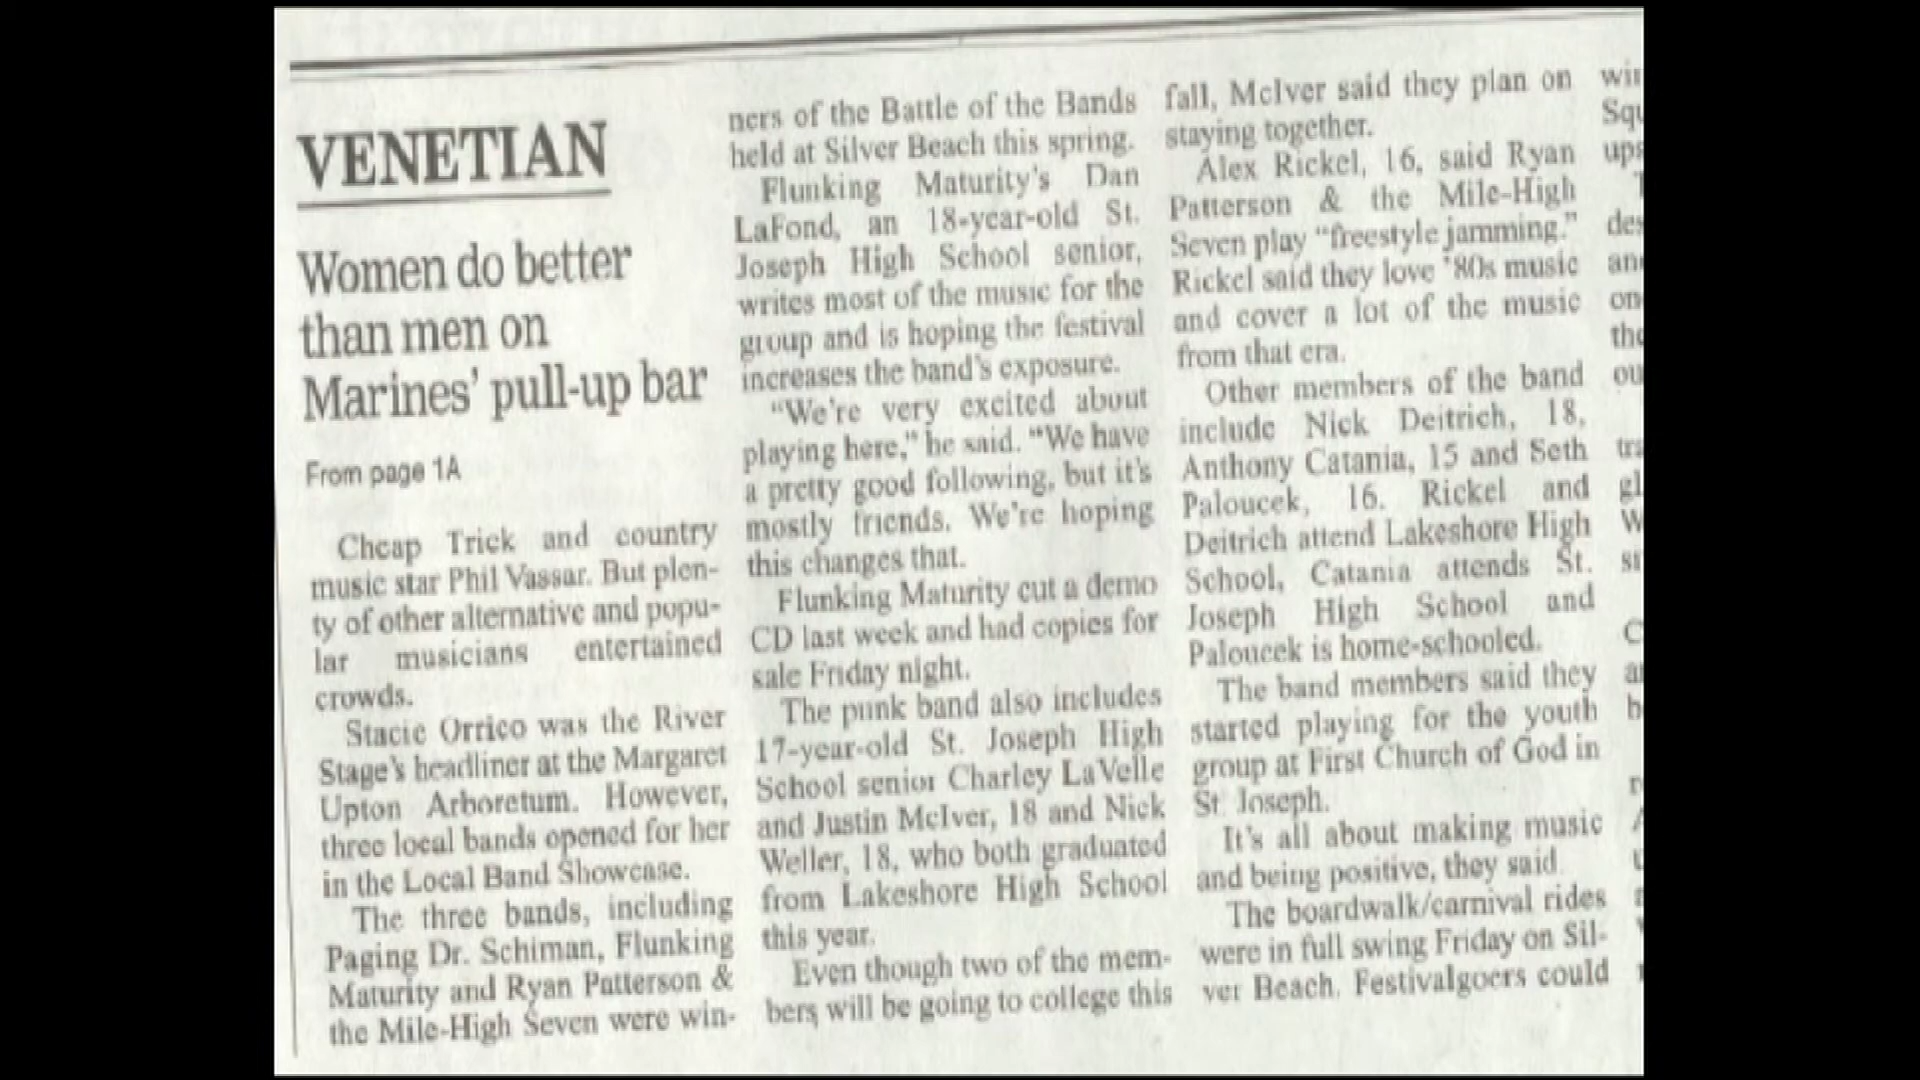 VENETIAN
Women do better
than men on
Marines' pull-up bar
From page 1A
Cheap Trick and country
music star Phil Vassar. But plen-
ty of other alternative and popu-
lar musicians entertained
crowds.
Stacie Orrico was the River
Stage's headliner at the Margaret
Upton Arboretum. However,
three local bands opened for her
in the Local Band Showcase.
The three bands, including
Paging Dr. Schiman, Flunking
Maturity and Ryan Patterson &
the Mile-High Seven were win-
ners of the Battle of the Bands
held at Silver Beach this spring.
Flunking Maturity's Dan
LaFond, an 18-year-old St.
Joseph High School senior,
writes most of the music for the
group and is hoping the festival
increases the band's exposure.
"We're very excited about
playing here," he said. "We have
a pretty good following, but it's
mostly friends. We're hoping
this changes that.
Flunking Maturity cut a demo
CD last week and had copies for
sale Friday night.
The punk band also includes
17-year-old St. Joseph High
School senior Charley LaVelle
and Justin McIver, 18 and Nick
Weller, 18, who both graduated
from Lakeshore High School
this year.
Even though two of the mem-
bers will be going to college this
fall, McIver said they plan on
staying together.
Alex Rickel, 16, said Ryan
Patterson & the Mile-High
Seven play "freestyle jamming."
Rickel said they love '80s music
and cover a lot of the music
from that era.
Other members of the band
include Nick Deitrich, 18,
Anthony Catania, 15 and Seth
Paloucek, 16. Rickel and
Deitrich attend Lakeshore High
School, Catania attends St.
Joseph High School and
Paloucek is home-schooled.
The band members said they
started playing for the youth
group at First Church of God in
St. Joseph.
It's all about making music
and being positive, they said.
The boardwalk/carnival rides
were in full swing Friday on Sil-
ver Beach. Festivalgoers could